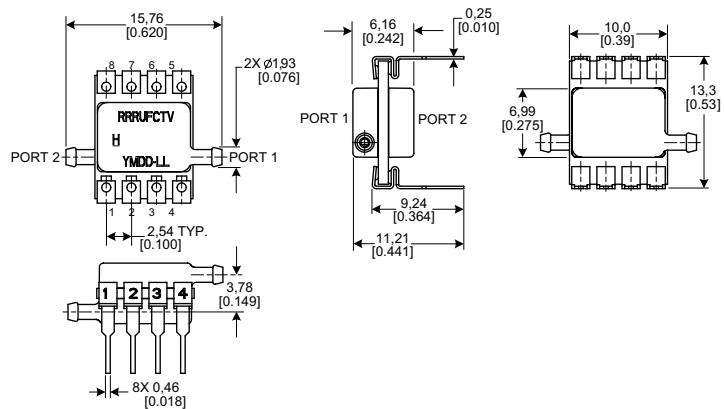 15,76
[0.620]
8 7 6 5
2X Ø1,93
[0.076]
RRRUFCTV
H
YMDD-LL
PORT 2
PORT 1
1 2 3 4
2,54 TYP.
[0.100]
6,16
[0.242]
0,25
[0.010]
PORT 1
PORT 2
9,24
[0.364]
11,21
[0.441]
10,0
[0.39]
6,99
[0.275]
13,3
[0.53]
1 2 3 4
3,78
[0.149]
8X 0,46
[0.018]